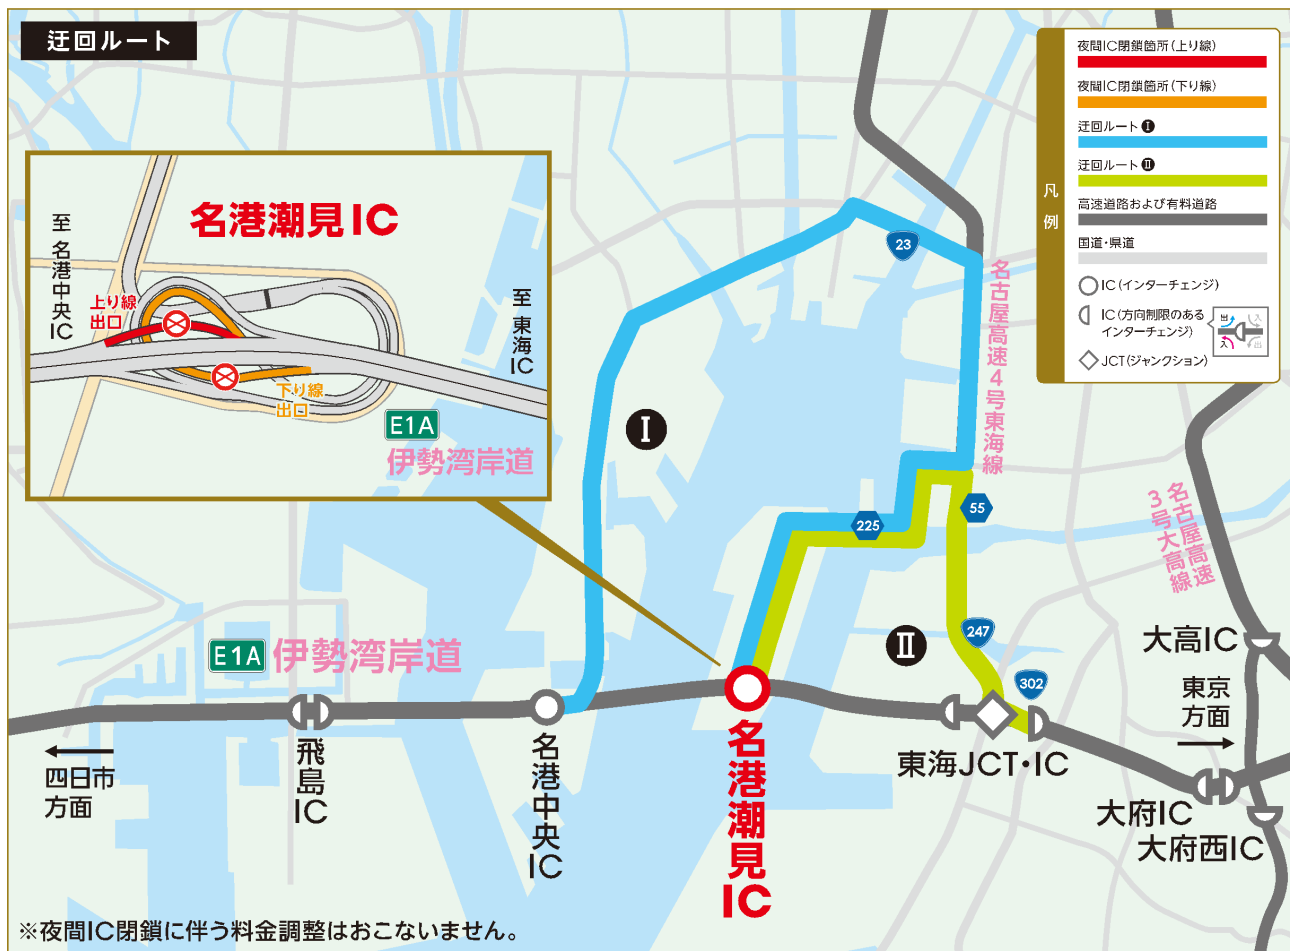 迂回ルート
凡例
夜間IC閉鎖箇所(上り線)
夜間IC閉鎖箇所(下り線)
迂回ルートⅠ
迂回ルートⅡ
高速道路および有料道路
国道・県道
IC(インターチェンジ)
IC(方向制限のある
インターチェンジ)
出
入
入
出
JCT(ジャンクション)
名港潮見IC
至 名港中央IC
上り線
出口
至 東海IC
下り線
出口
E1A
伊勢湾岸道
23
名古屋高速4号東海線
Ⅰ
225
55
名古屋高速
3号大高線
247
Ⅱ
302
E1A 伊勢湾岸道
大高IC
東京
方面
四日市
方面
飛島IC
名港中央IC
名港潮見IC
東海JCT・IC
大府IC
大府西IC
※夜間IC閉鎖に伴う料金調整はおこないません。